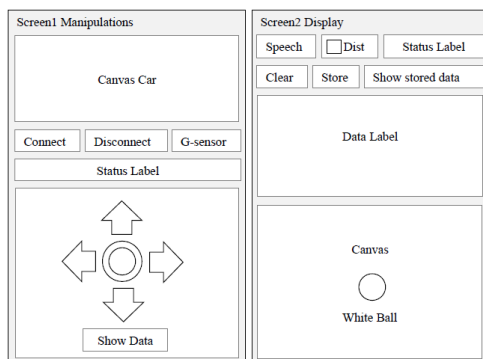 Screen1 Manipulations
Canvas Car
Connect Disconnect G-sensor
Status Label
Show Data
Screen2 Display
Speech Dist Status Label
Clear Store Show stored data
Data Label
Canvas
White Ball